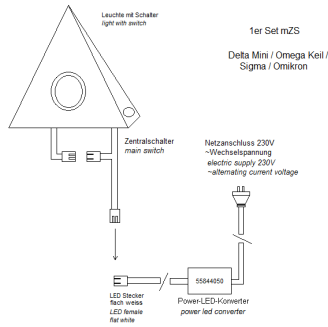 Leuchte mit Schalter
light with switch
1er Set mZS
Delta Mini / Omega Keil /
Sigma / Omikron
Zentralschalter
main switch
Netzanschluss 230V
~Wechselspannung
electric supply 230V
~alternating current voltage
55844050
LED Stecker
flach weiss
LED female
flat white
Power-LED-Konverter
power led converter